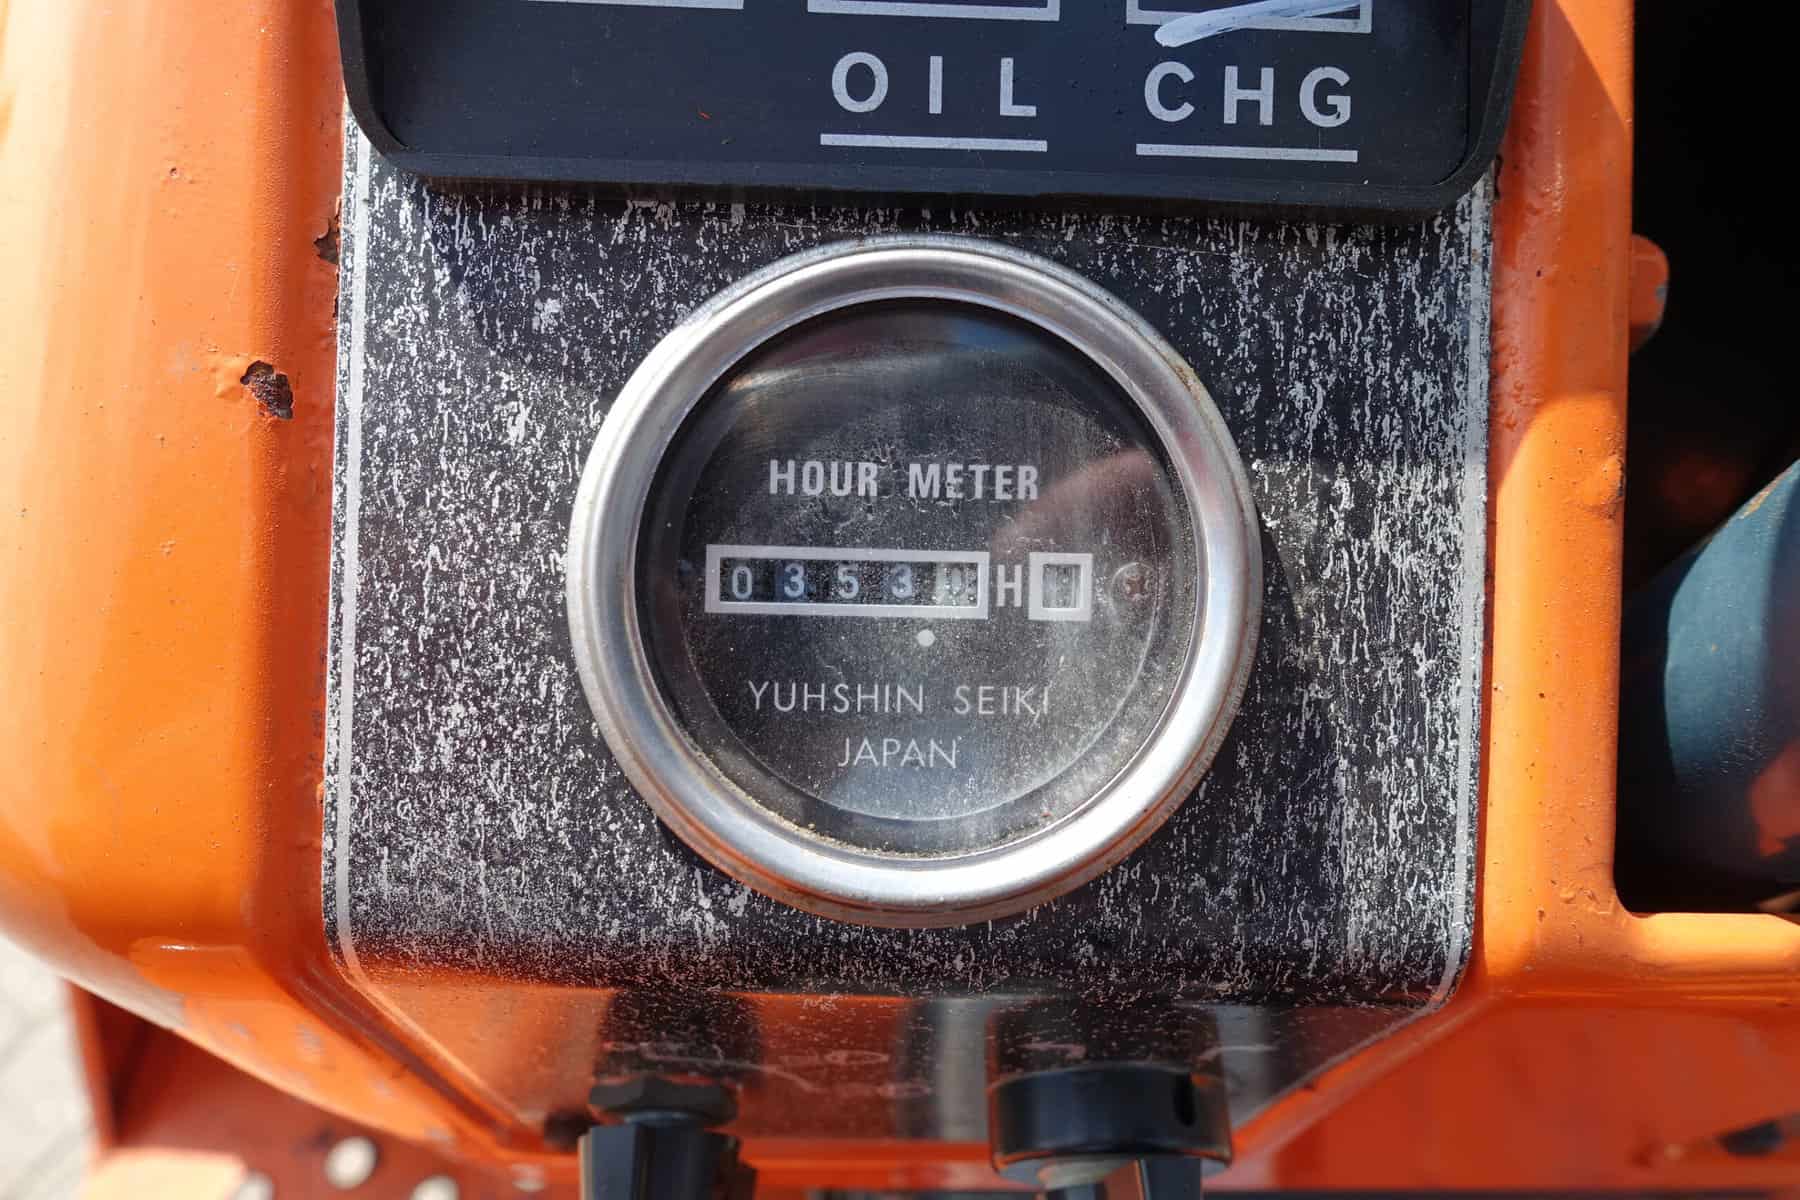 OIL CHG
HOUR METER
0353 H
YUHSHIN SEIKI
JAPAN